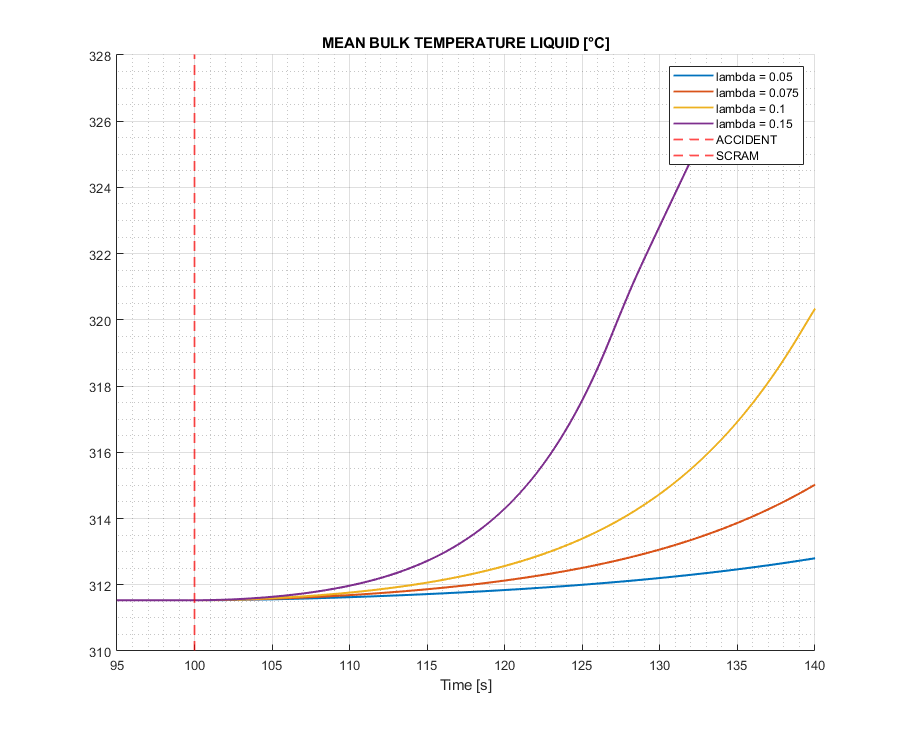 MEAN BULK TEMPERATURE LIQUID [°C]
328
326
324
322
320
318
316
314
312
310
lambda = 0.05
lambda = 0.075
lambda = 0.1
lambda = 0.15
ACCIDENT
SCRAM
95 100 105 110 115 120 125 130 135 140
Time [s]